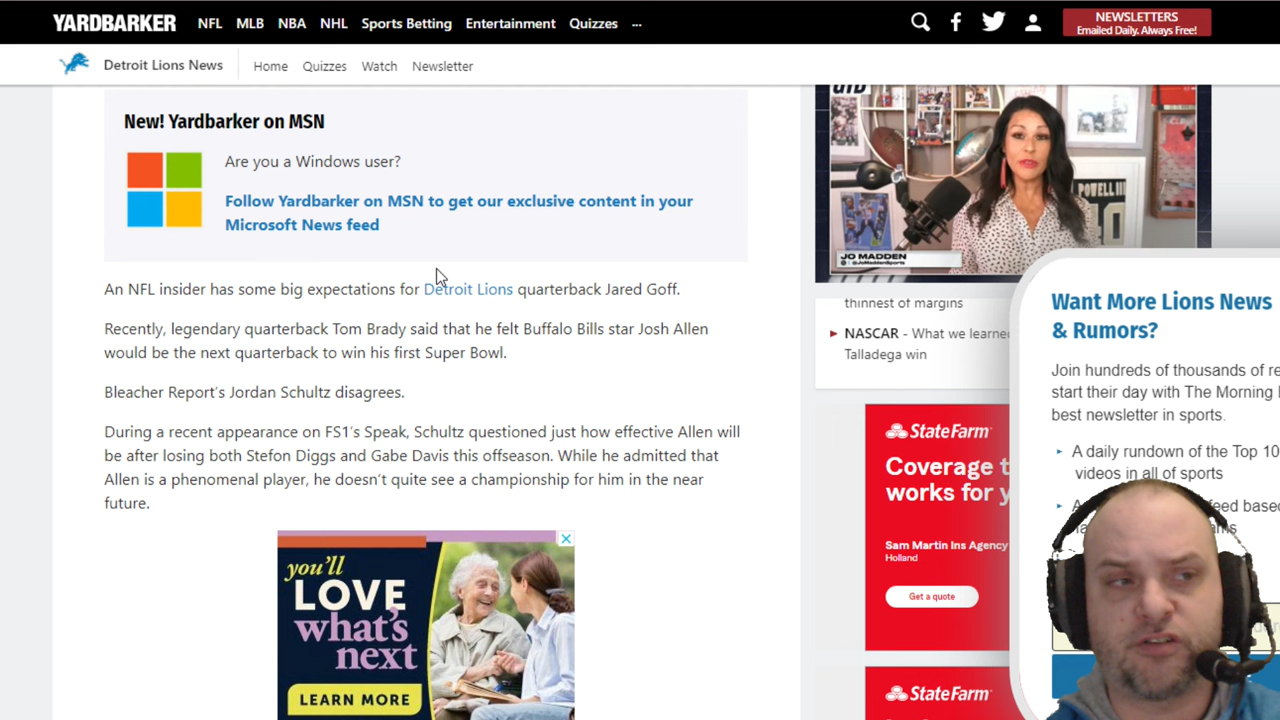 YARDBARKER NFL MLB NBA NHL Sports Betting Entertainment Quizzes ...
NEWSLETTERS
Emailed Daily. Always Free!
Detroit Lions News Home Quizzes Watch Newsletter
New! Yardbarker on MSN
Are you a Windows user?
Follow Yardbarker on MSN to get our exclusive content in your
Microsoft News feed
An NFL insider has some big expectations for Detroit Lions quarterback Jared Goff.
Recently, legendary quarterback Tom Brady said that he felt Buffalo Bills star Josh Allen
would be the next quarterback to win his first Super Bowl.
Bleacher Report's Jordan Schultz disagrees.
During a recent appearance on FS1's Speak, Schultz questioned just how effective Allen will
be after losing both Stefon Diggs and Gabe Davis this offseason. While he admitted that
Allen is a phenomenal player, he doesn't quite see a championship for him in the near
future.
you'll
LOVE
what's
next
LEARN MORE
POWELL III
JO MADDEN
@JoMaddenSports
thinnest of margins
NASCAR - What we learned
Talladega win
StateFarm
Coverage t
works for y
Sam Martin Ins Agency
Holland
Get a quote
StateFarm
Want More Lions News
& Rumors?
Join hundreds of thousands of re
start their day with The Morning
best newsletter in sports.
A daily rundown of the Top 10
videos in all of sports
feed based